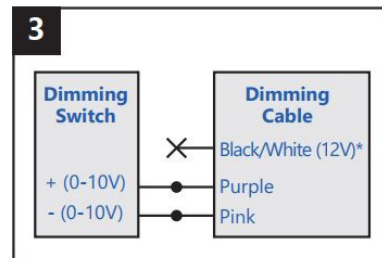 3
Dimming
Switch
+ (0-10V)
- (0-10V)
Dimming
Cable
Black/White (12V)*
Purple
Pink